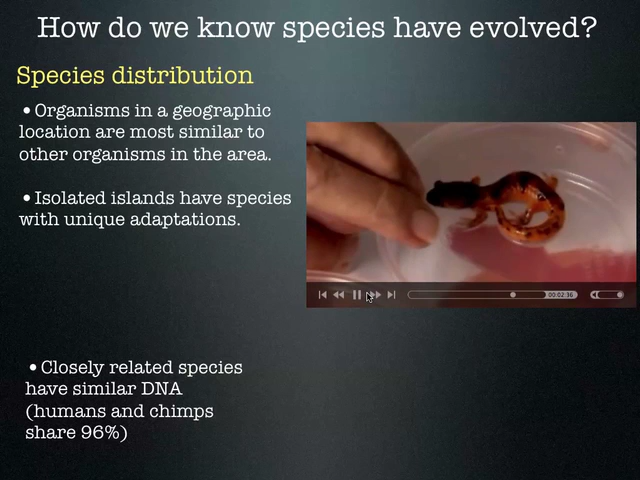 How do we know species have evolved?
Species distribution
•Organisms in a geographic
location are most similar to
other organisms in the area.
•Isolated islands have species
with unique adaptations.
00:02:36
•Closely related species
have similar DNA
(humans and chimps
share 96%)